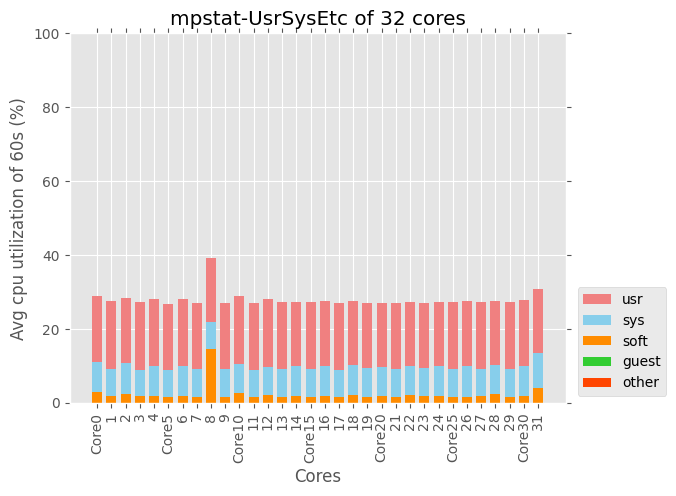 mpstat-UsrSysEtc of 32 cores
Avg cpu utilization of 60s (%)
100
80
60
40
20
0
Core0
1
2
3
4
Core5
6
7
8
9
Core10
11
12
13
14
Core15
16
17
18
19
Core20
21
22
23
24
Core25
26
27
28
29
Core30
31
Cores
usr
sys
soft
guest
other